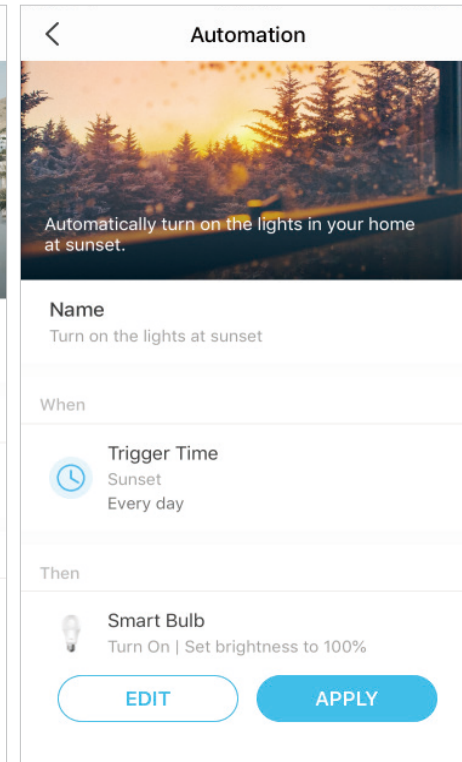 Automation
Automatically turn on the lights in your home
at sunset.
Name
Turn on the lights at sunset
When
Trigger Time
Sunset
Every day
Then
Smart Bulb
Turn On | Set brightness to 100%
EDIT
APPLY